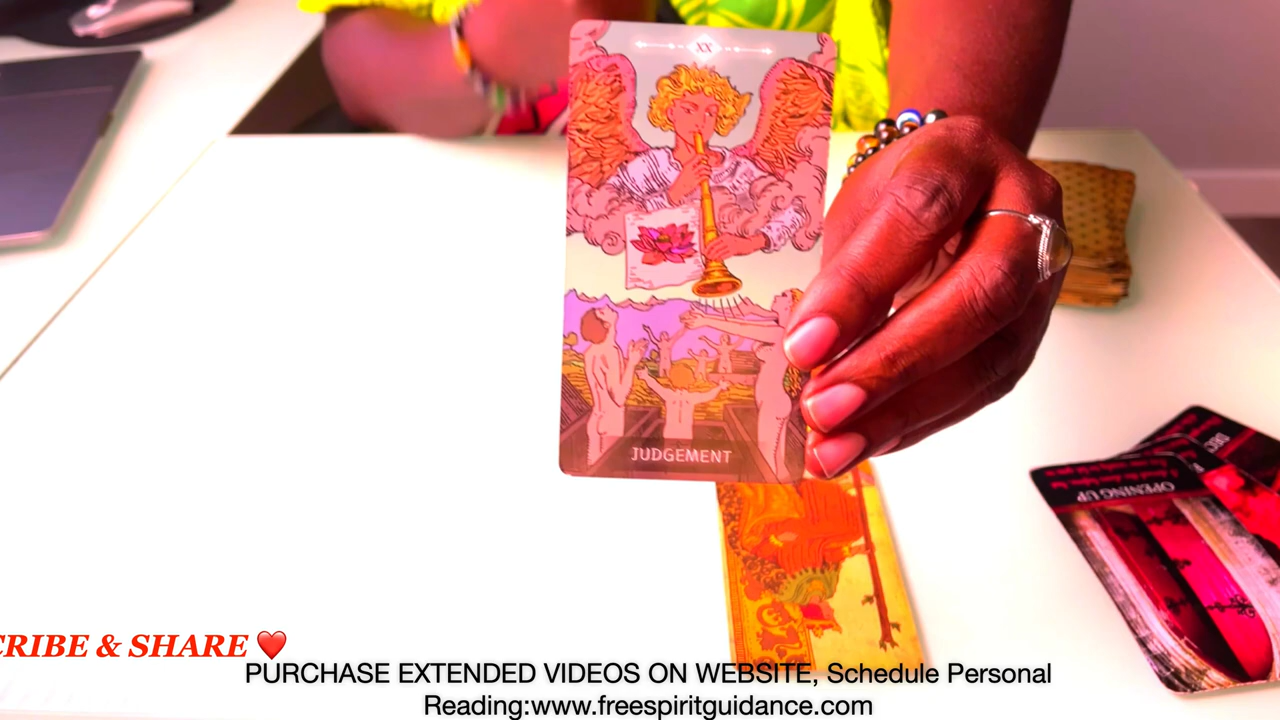 XX
JUDGEMENT
OPENING UP
CRIBE & SHARE ❤️
PURCHASE EXTENDED VIDEOS ON WEBSITE, Schedule Personal
Reading:www.freespiritguidance.com